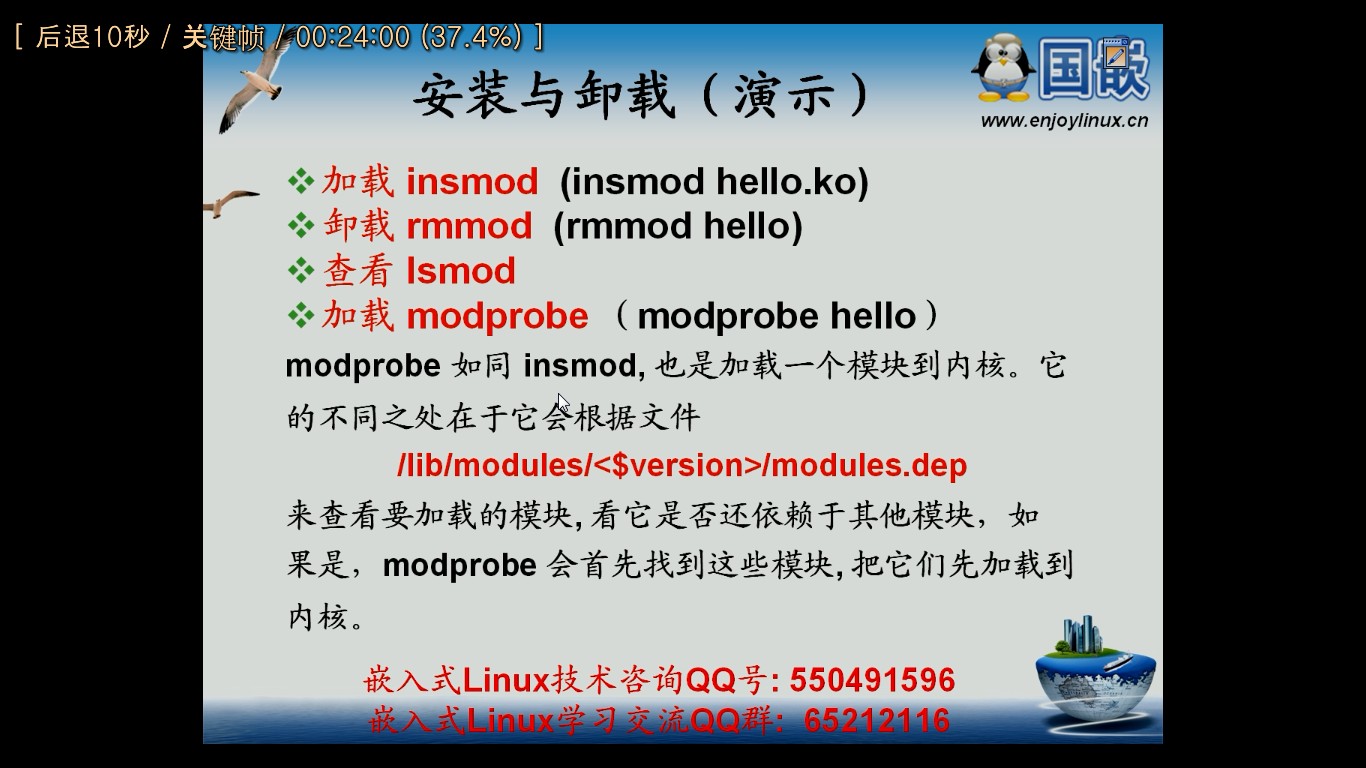 [ 后退10秒 / 关键帧 / 00:24:00 (37.4%) ]
安装与卸载（演示）
国嵌
www.enjoylinux.cn
加载 insmod (insmod hello.ko)
卸载 rmmod (rmmod hello)
查看 lsmod
加载 modprobe （modprobe hello）
modprobe 如同 insmod, 也是加载一个模块到内核。它
的不同之处在于它会根据文件
/lib/modules/<$version>/modules.dep
来查看要加载的模块, 看它是否还依赖于其他模块，如
果是，modprobe 会首先找到这些模块, 把它们先加载到
内核。
嵌入式Linux技术咨询QQ号: 550491596
嵌入式Linux学习交流QQ群: 65212116